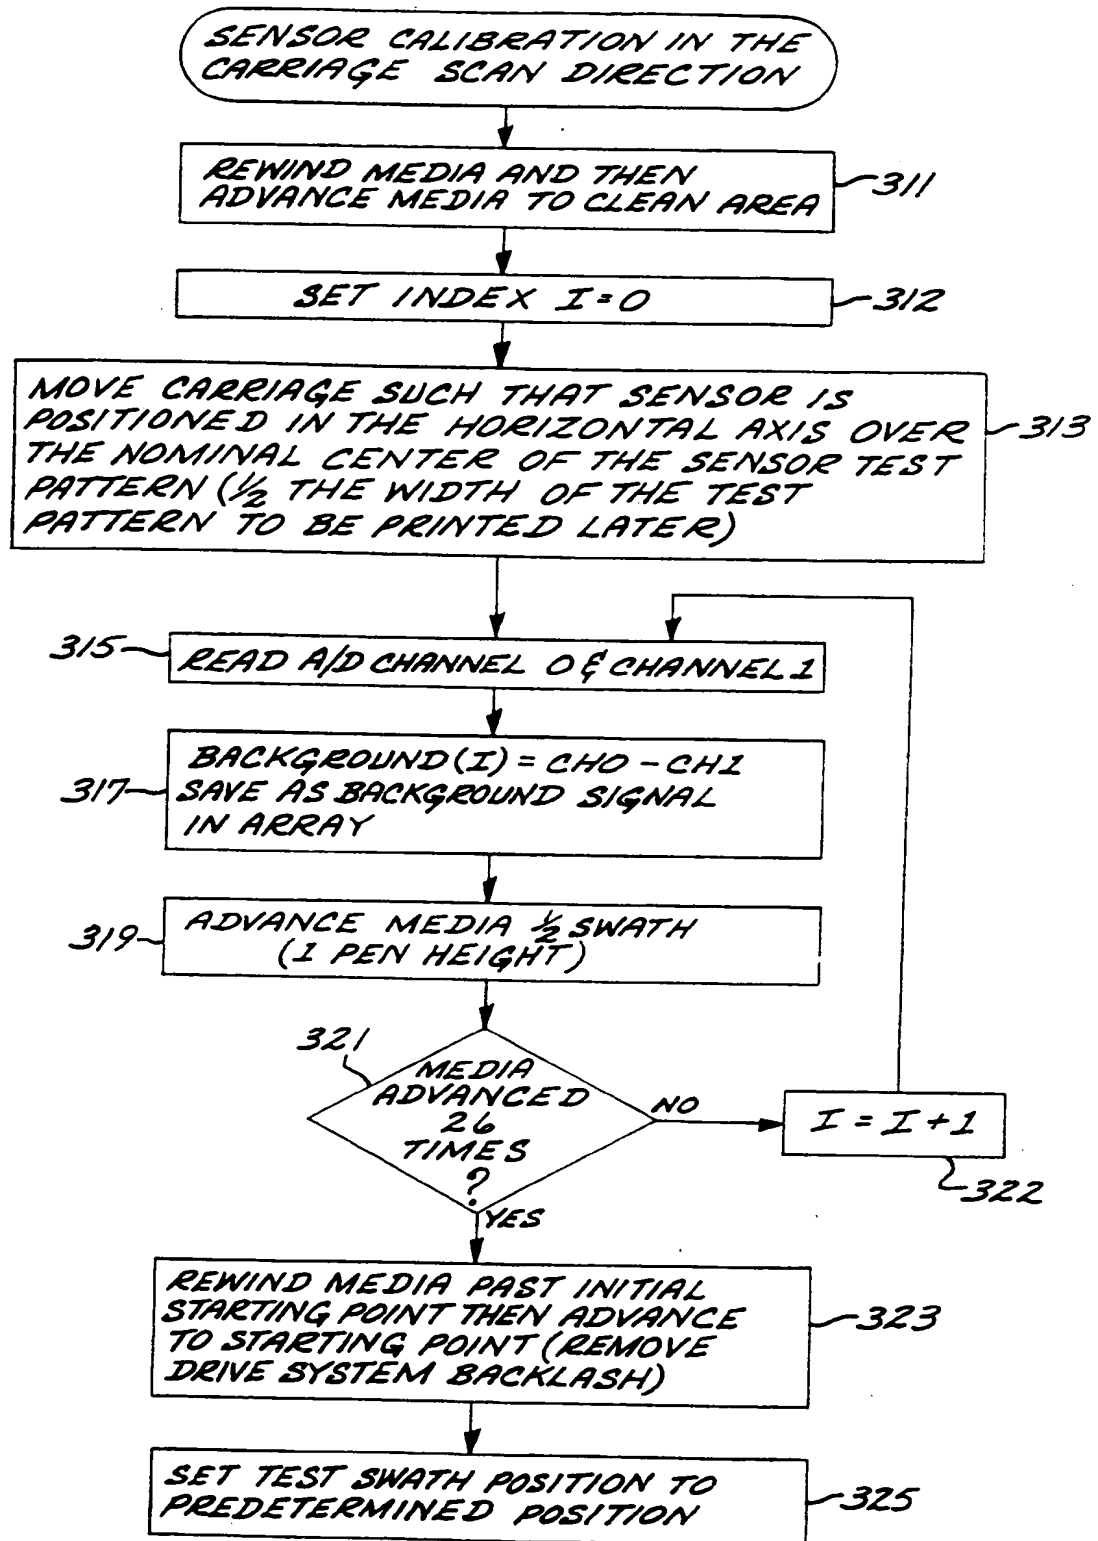 SENSOR CALIBRATION IN THE
CARRIAGE SCAN DIRECTION
REWIND MEDIA AND THEN
ADVANCE MEDIA TO CLEAN AREA
311
SET INDEX I=0
312
MOVE CARRIAGE SUCH THAT SENSOR IS
POSITIONED IN THE HORIZONTAL AXIS OVER
THE NOMINAL CENTER OF THE SENSOR TEST
PATTERN (1/2 THE WIDTH OF THE TEST
PATTERN TO BE PRINTED LATER)
313
315
READ A/D CHANNEL 0 & CHANNEL 1
317
BACKGROUND(I) = CH0 - CH1
SAVE AS BACKGROUND SIGNAL
IN ARRAY
319
ADVANCE MEDIA 1/2 SWATH
(1 PEN HEIGHT)
321
MEDIA
ADVANCED
26
TIMES
?
NO
I = I + 1
322
YES
REWIND MEDIA PAST INITIAL
STARTING POINT THEN ADVANCE
TO STARTING POINT (REMOVE
DRIVE SYSTEM BACKLASH)
323
SET TEST SWATH POSITION TO
PREDETERMINED POSITION
325